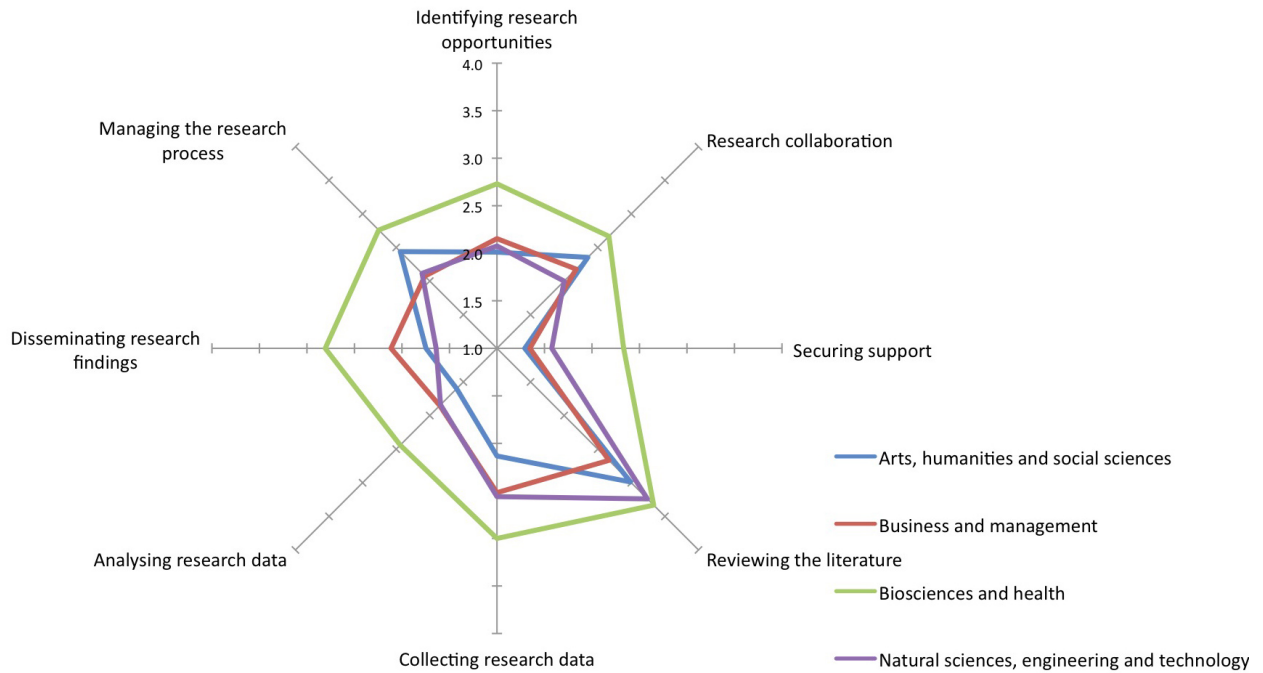 Identifying research
opportunities
4.0
3.5
3.0
2.5
2.0
1.5
1.0
Managing the research
process
Research collaboration
Disseminating research
findings
Securing support
Arts, humanities and social sciences
Business and management
Analysing research data
Reviewing the literature
Biosciences and health
Collecting research data
Natural sciences, engineering and technology